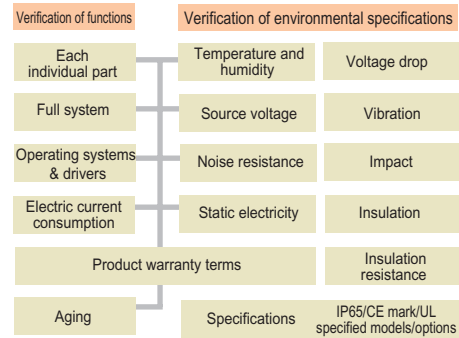 Verification of functions
Verification of environmental specifications
Each
individual part
Temperature and
humidity
Voltage drop
Full system
Source voltage
Vibration
Operating systems
& drivers
Noise resistance
Impact
Electric current
consumption
Static electricity
Insulation
Product warranty terms
Insulation
resistance
Aging
Specifications
IP65/CE mark/UL
specified models/options